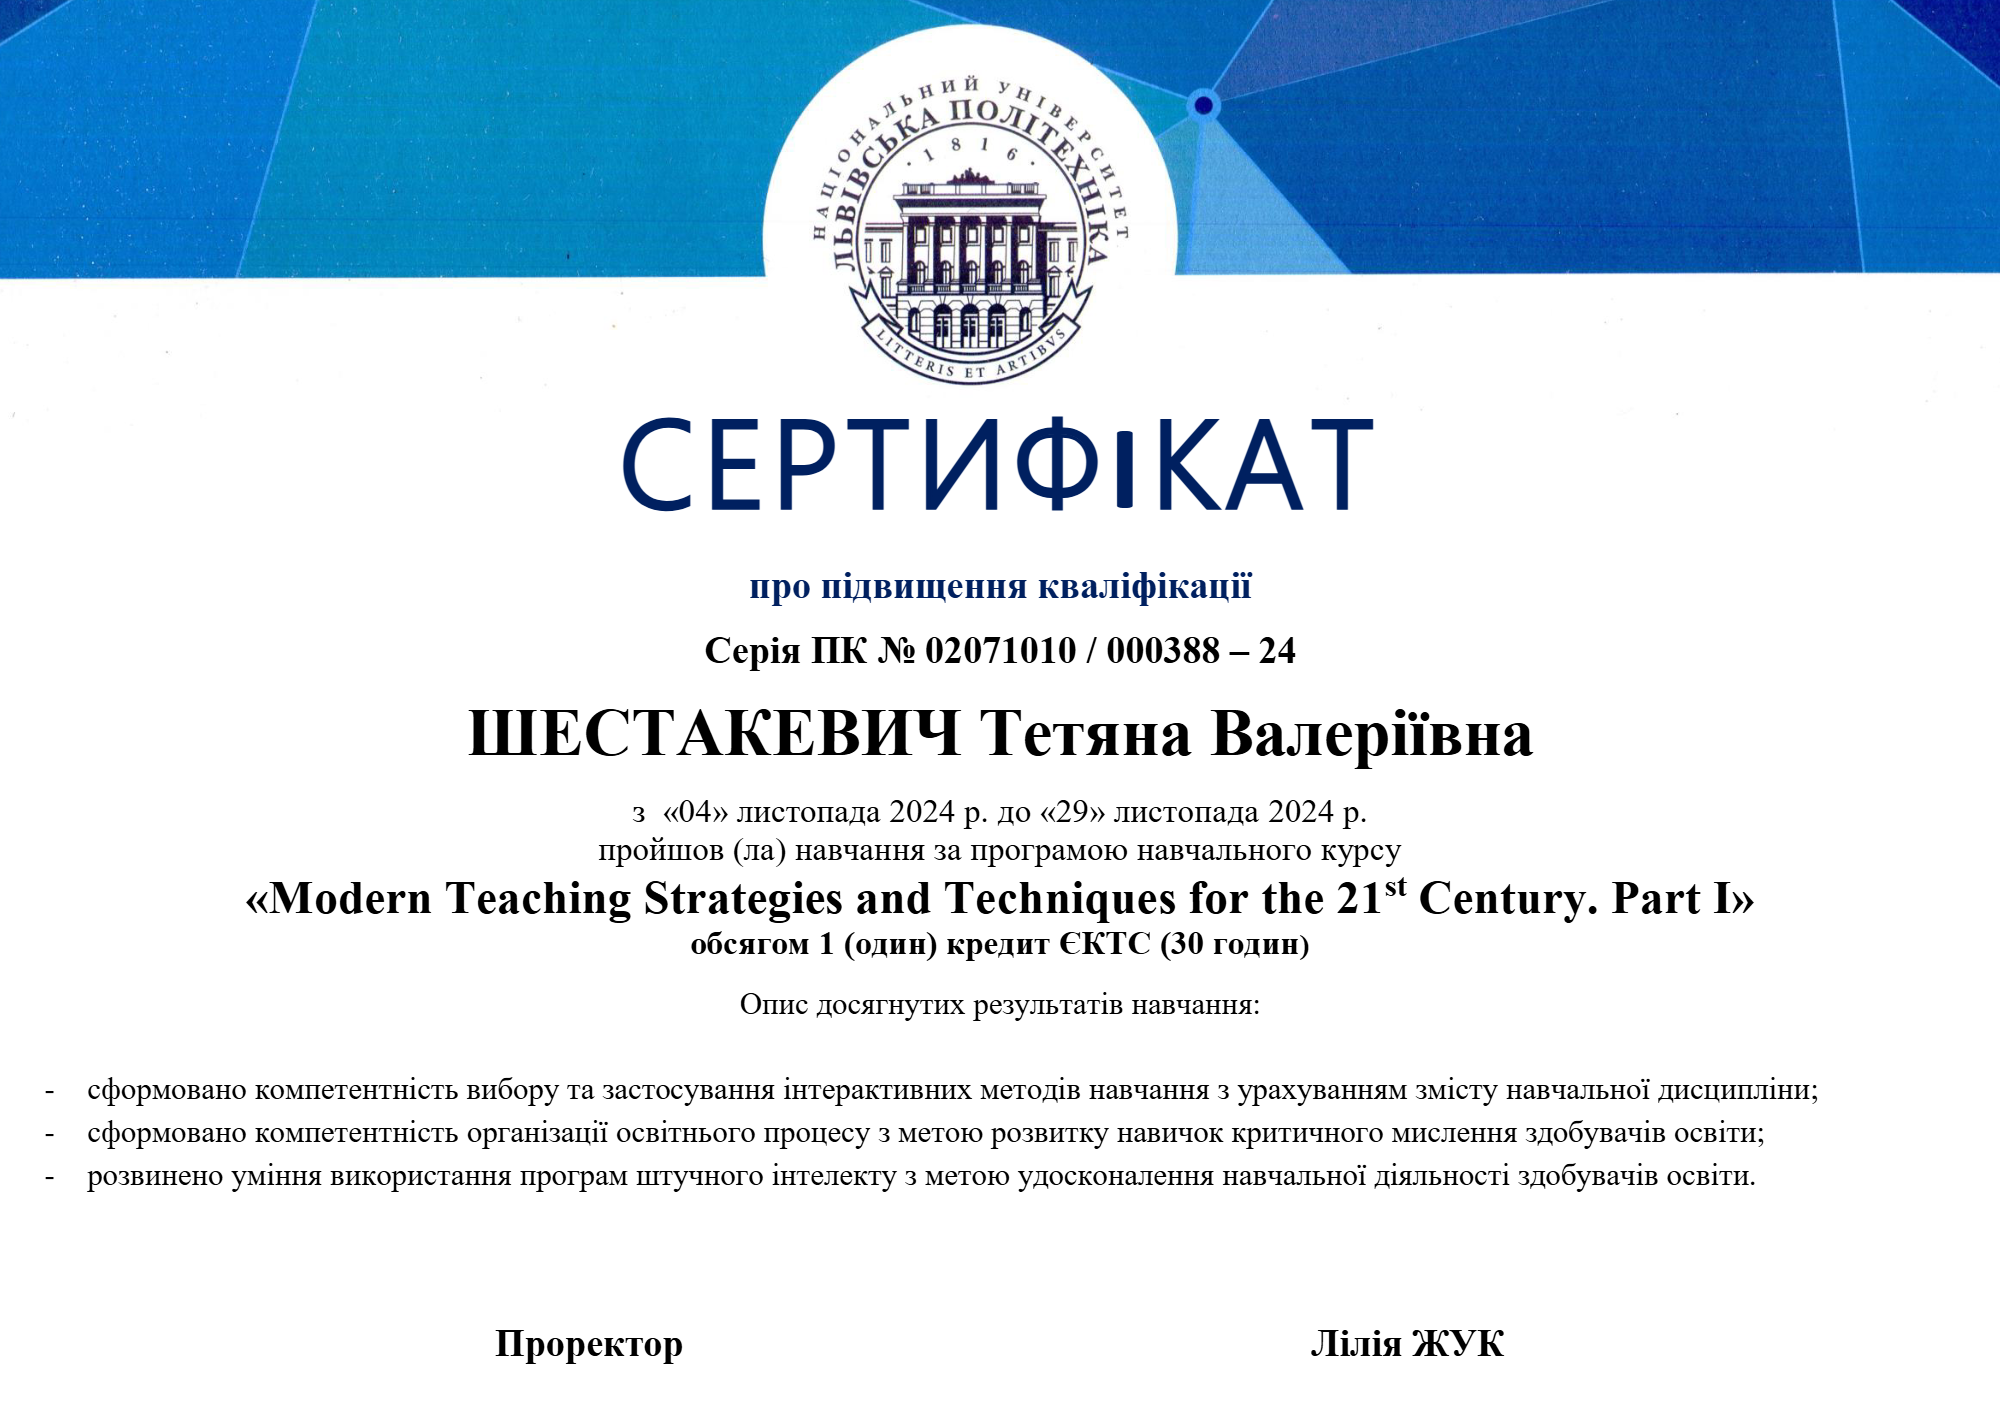 НАЦІОНАЛЬНИЙ УНІВЕРСИТЕТ
ЛЬВІВСЬКА ПОЛІТЕХНІКА
· 1816 ·
LITTERIS ET ARTIBVS
СЕРТИФІКАТ
про підвищення кваліфікації
Серія ПК № 02071010 / 000388 – 24
ШЕСТАКЕВИЧ Тетяна Валеріївна
з «04» листопада 2024 р. до «29» листопада 2024 р.
пройшов (ла) навчання за програмою навчального курсу
«Modern Teaching Strategies and Techniques for the 21st Century. Part I»
обсягом 1 (один) кредит ЄКТС (30 годин)
Опис досягнутих результатів навчання:
- сформовано компетентність вибору та застосування інтерактивних методів навчання з урахуванням змісту навчальної дисципліни;
- сформовано компетентність організації освітнього процесу з метою розвитку навичок критичного мислення здобувачів освіти;
- розвинено уміння використання програм штучного інтелекту з метою удосконалення навчальної діяльності здобувачів освіти.
Проректор Лілія ЖУК